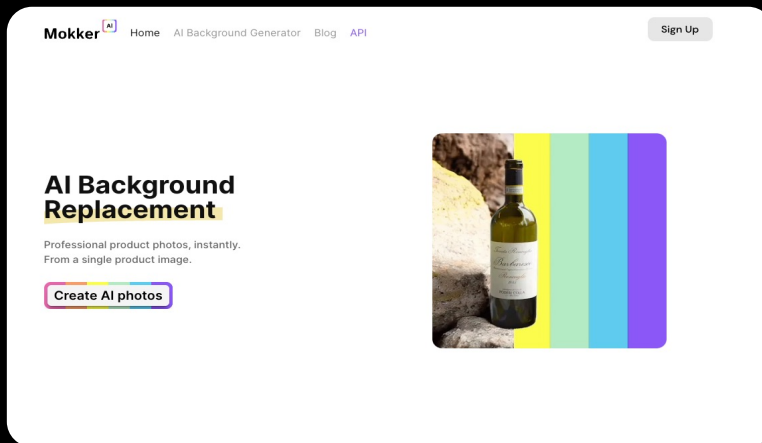 Mokker AI
Home
AI Background Generator
Blog
API
Sign Up
AI Background
Replacement
Professional product photos, instantly.
From a single product image.
Create AI photos
Barbaresco